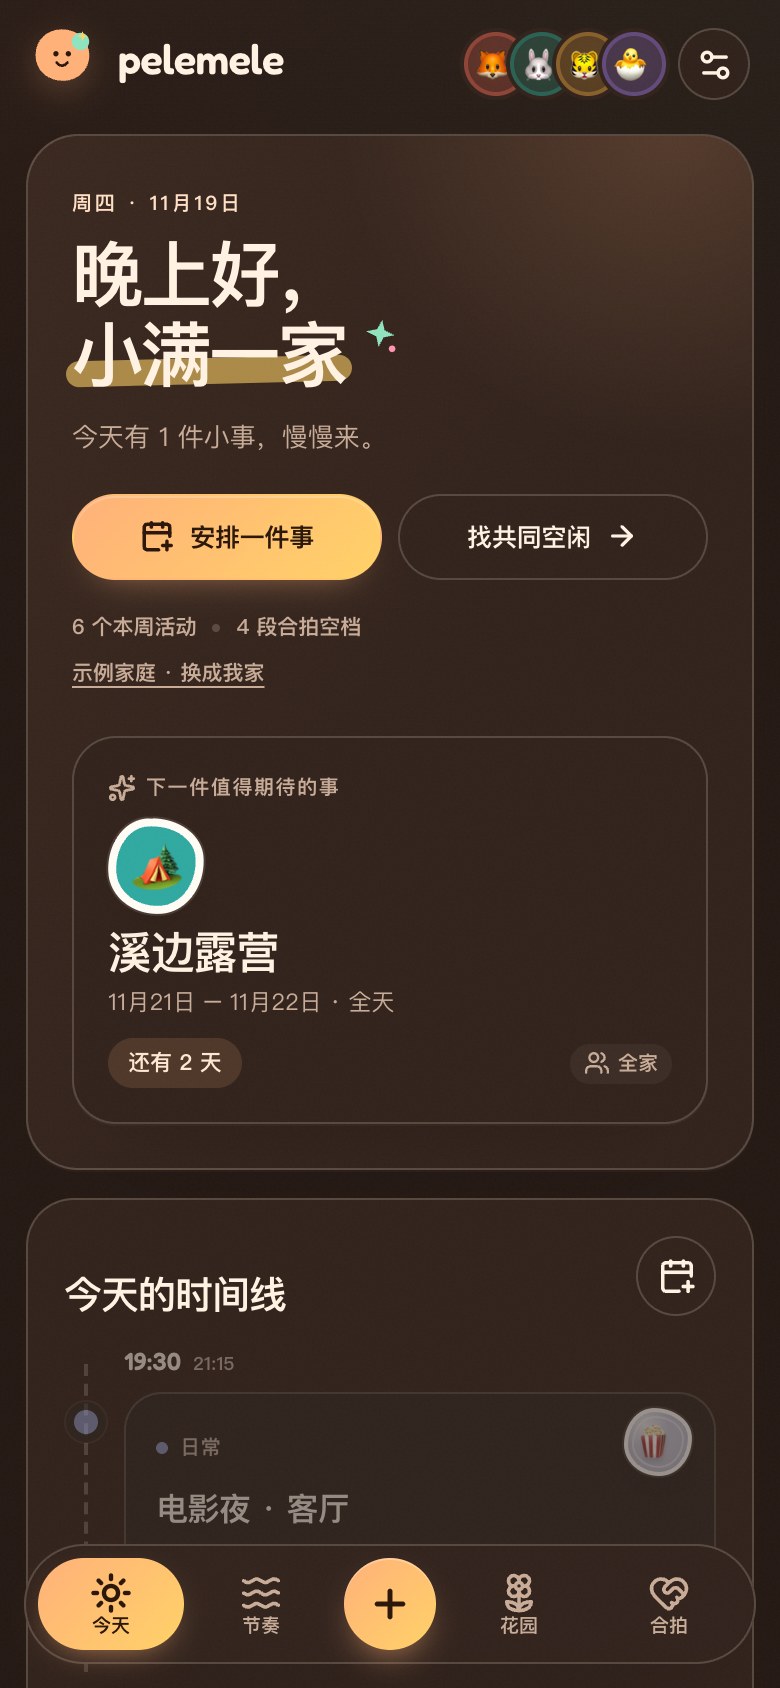 pelemele
周四 · 11月19日
晚上好，
小满一家
今天有 1 件小事，慢慢来。
安排一件事
找共同空闲
6 个本周活动 • 4 段合拍空档
示例家庭 · 换成我家
下一件值得期待的事
溪边露营
11月21日 — 11月22日 · 全天
还有 2 天
全家
今天的时间线
19:30 21:15
日常
电影夜 · 客厅
今天
节奏
花园
合拍